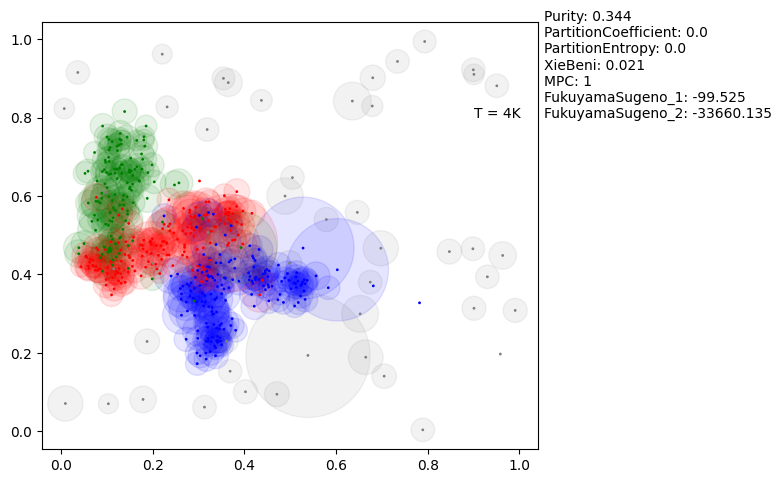 Purity: 0.344
PartitionCoefficient: 0.0
PartitionEntropy: 0.0
XieBeni: 0.021
MPC: 1
FukuyamaSugeno_1: -99.525
FukuyamaSugeno_2: -33660.135
T = 4K
1.0
0.8
0.6
0.4
0.2
0.0
0.0 0.2 0.4 0.6 0.8 1.0